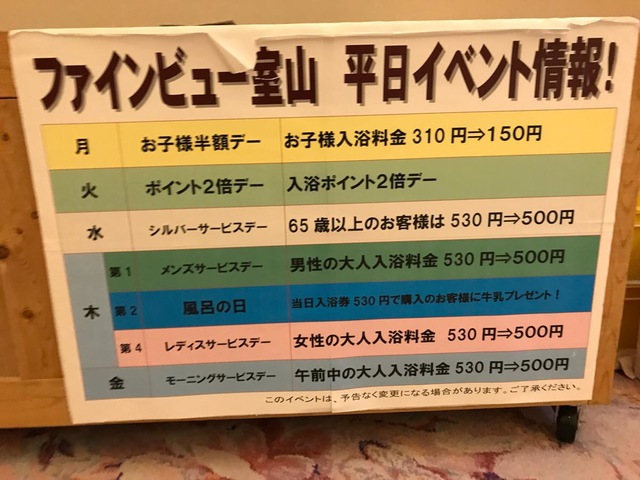 ファインビュー室山 平日イベント情報!
月 お子様半額デー お子様入浴料金 310円⇒150円
火 ポイント2倍デー 入浴ポイント2倍デー
水 シルバーサービスデー 65歳以上のお客様は 530円⇒500円
木 第1 メンズサービスデー 男性の大人入浴料金 530円⇒500円
第2 風呂の日 当日入浴券530円で購入のお客様に牛乳プレゼント!
第4 レディスサービスデー 女性の大人入浴料金 530円⇒500円
金 モーニングサービスデー 午前中の大人入浴料金 530円⇒500円
このイベントは、予告なく変更になる場合があります。ご了承ください。